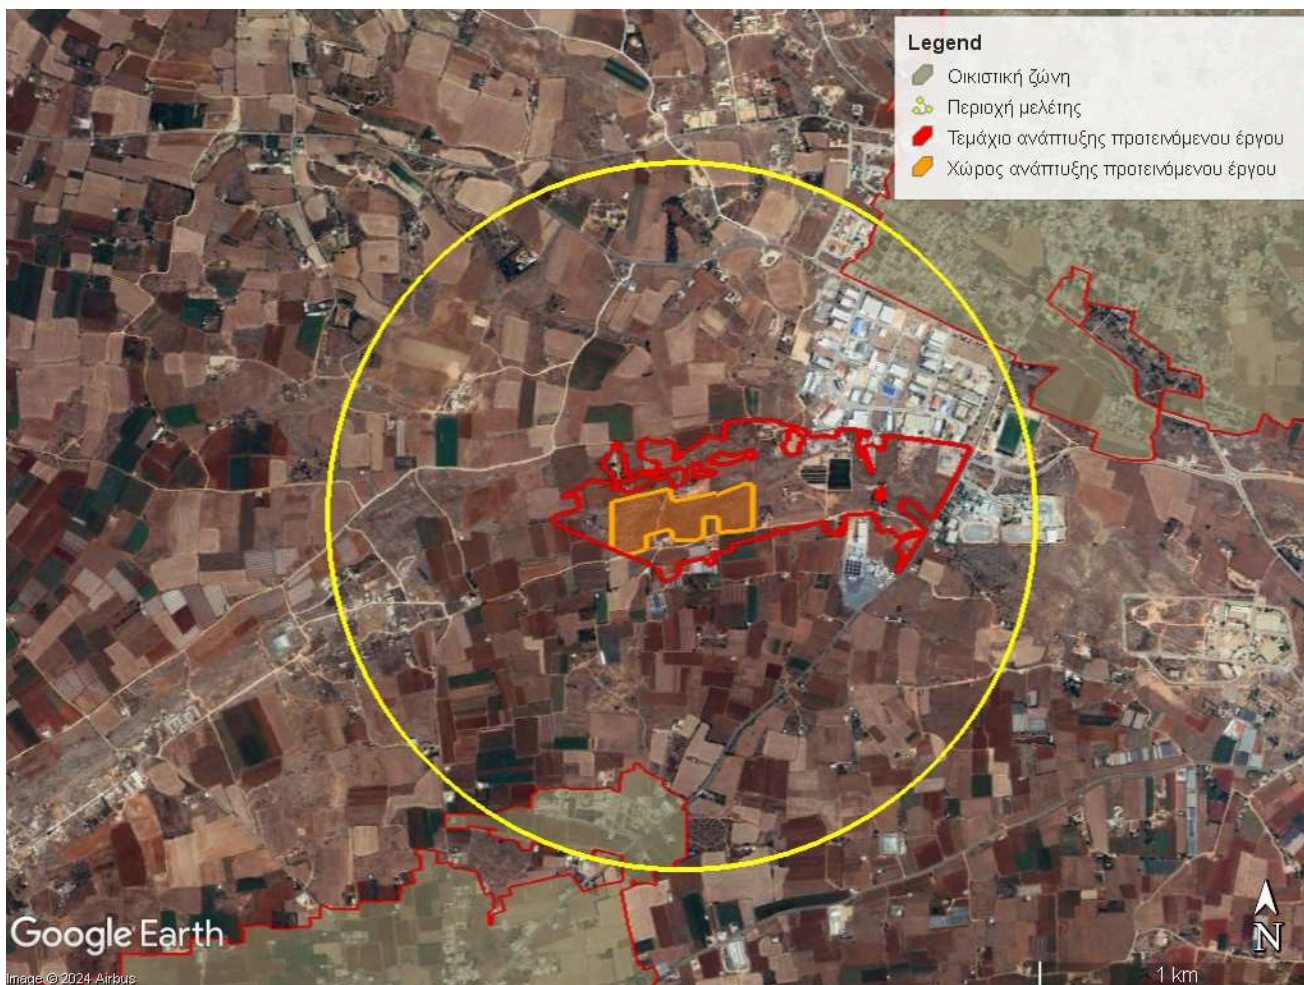 Legend
Οικιστική ζώνη
Περιοχή μελέτης
Τεμάχιο ανάπτυξης προτεινόμενου έργου
Χώρος ανάπτυξης προτεινόμενου έργου
N
Google Earth
Image © 2024 Airbus
1 km